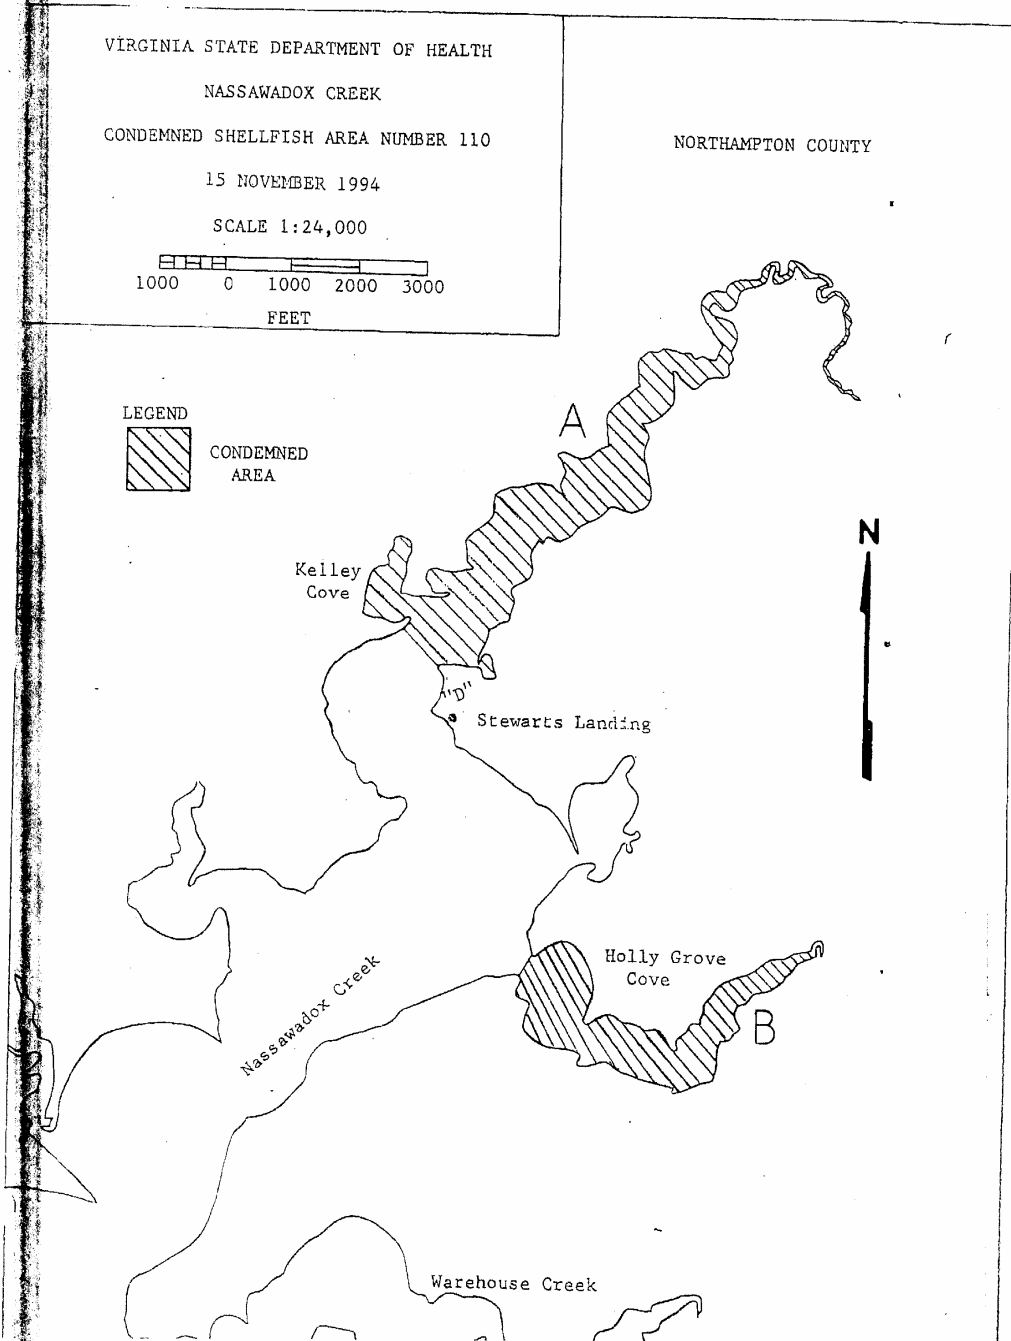 VIRGINIA STATE DEPARTMENT OF HEALTH
NASSAWADOX CREEK
CONDEMNED SHELLFISH AREA NUMBER 110
15 NOVEMBER 1994
SCALE 1:24,000
1000 0 1000 2000 3000
FEET
NORTHAMPTON COUNTY
LEGEND
CONDEMNED
AREA
A
N
Kelley
Cove
"D"
Stewarts Landing
Holly Grove
Cove
Nassawadox Creek
B
Warehouse Creek